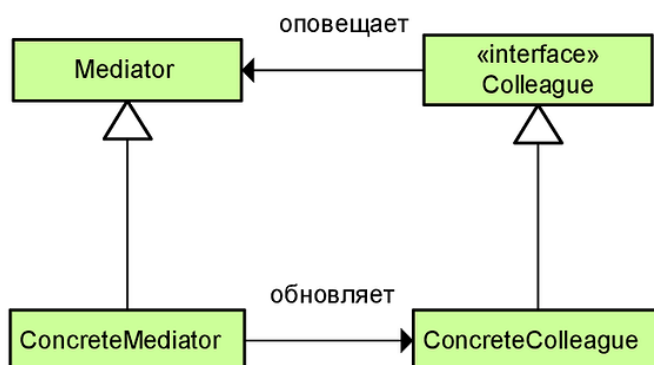 оповещает
Mediator
«interface»
Colleague
обновляет
ConcreteMediator
ConcreteColleague